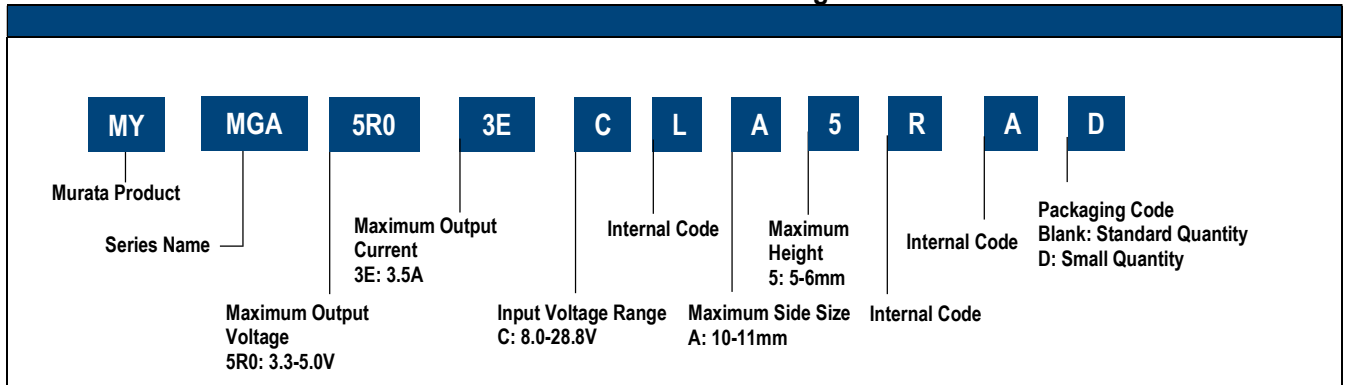 MY MGA 5R0 3E C L A 5 R A D
Murata Product
Series Name
Maximum Output
Voltage
5R0: 3.3-5.0V
Maximum Output
Current
3E: 3.5A
Input Voltage Range
C: 8.0-28.8V
Internal Code
Maximum Side Size
A: 10-11mm
Maximum
Height
5: 5-6mm
Internal Code
Internal Code
Packaging Code
Blank: Standard Quantity
D: Small Quantity